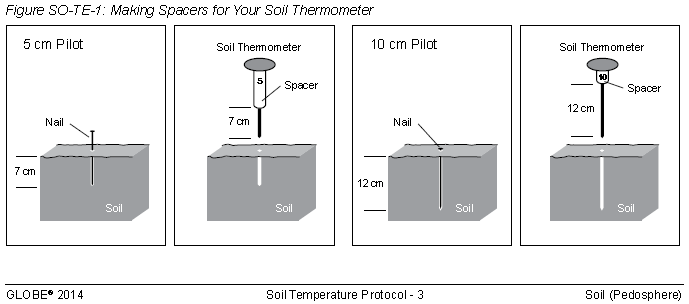 Figure SO-TE-1: Making Spacers for Your Soil Thermometer
5 cm Pilot
Nail
7 cm
Soil
Soil Thermometer
5
Spacer
7 cm
Soil
10 cm Pilot
Nail
12 cm
Soil
Soil Thermometer
10
Spacer
12 cm
Soil
GLOBE® 2014 Soil Temperature Protocol - 3 Soil (Pedosphere)